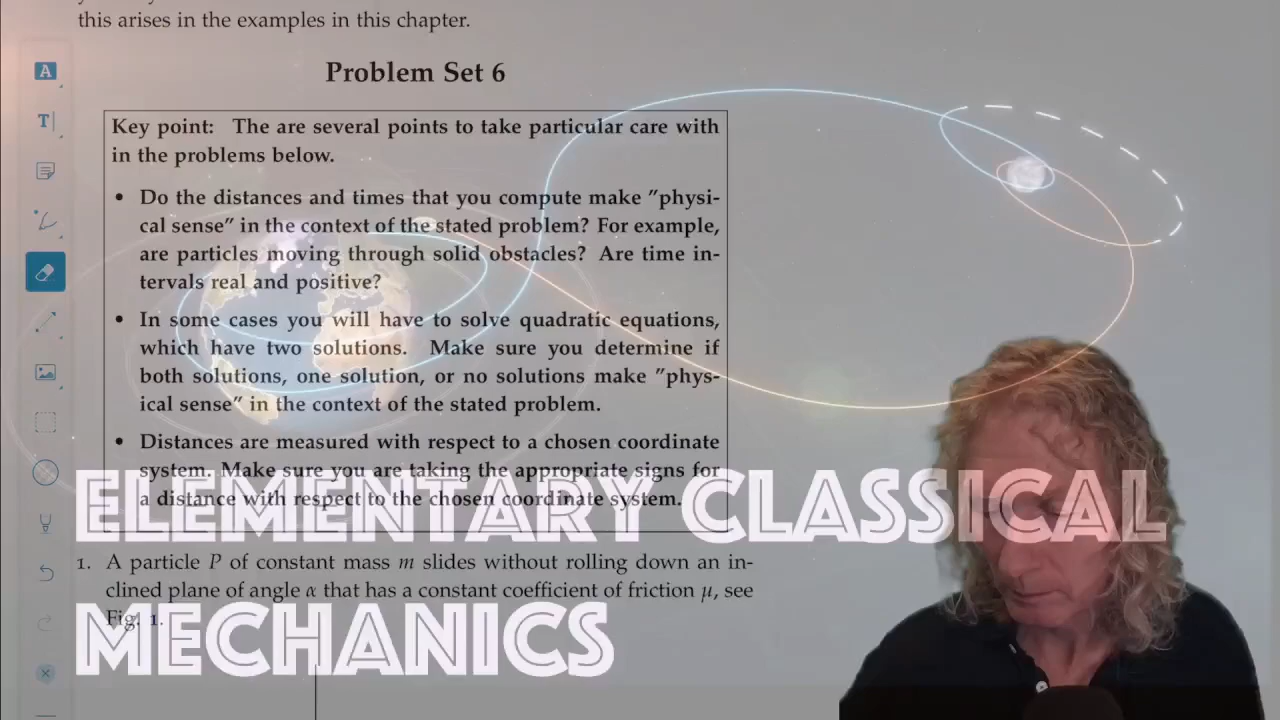 this arises in the examples in this chapter.
Problem Set 6
Key point: The are several points to take particular care with
in the problems below.
• Do the distances and times that you compute make ”physi-
cal sense” in the context of the stated problem? For example,
are particles moving through solid obstacles? Are time in-
tervals real and positive?
• In some cases you will have to solve quadratic equations,
which have two solutions. Make sure you determine if
both solutions, one solution, or no solutions make ”phys-
ical sense” in the context of the stated problem.
• Distances are measured with respect to a chosen coordinate
system. Make sure you are taking the appropriate signs for
a distance with respect to the chosen coordinate system.
ELEMENTARY CLASSICAL
MECHANICS
1. A particle P of constant mass m slides without rolling down an in-
clined plane of angle α that has a constant coefficient of friction μ, see
Fig. 1.